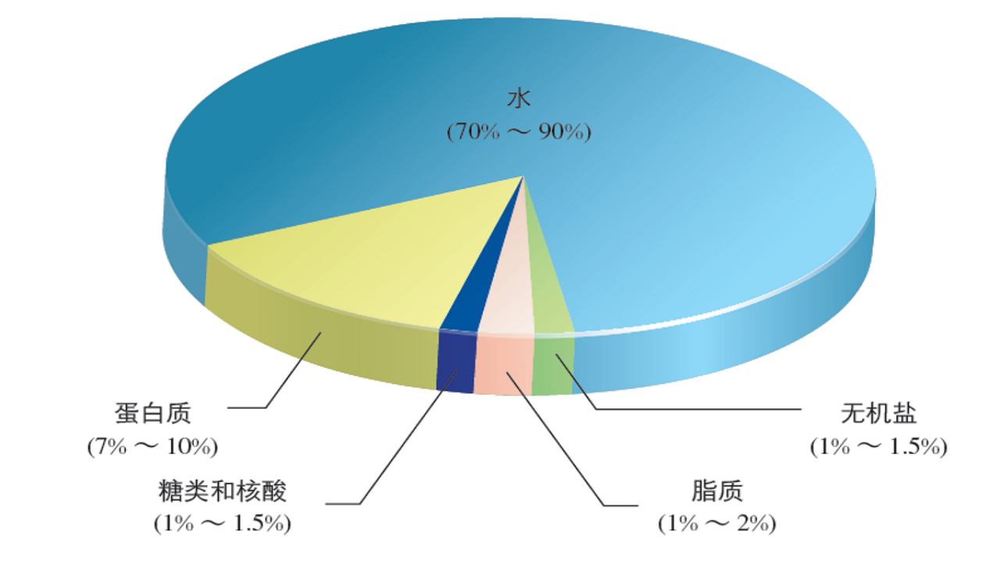 水
(70% ～ 90%)
蛋白质
(7% ～ 10%)
无机盐
(1% ～ 1.5%)
糖类和核酸
(1% ～ 1.5%)
脂质
(1% ～ 2%)